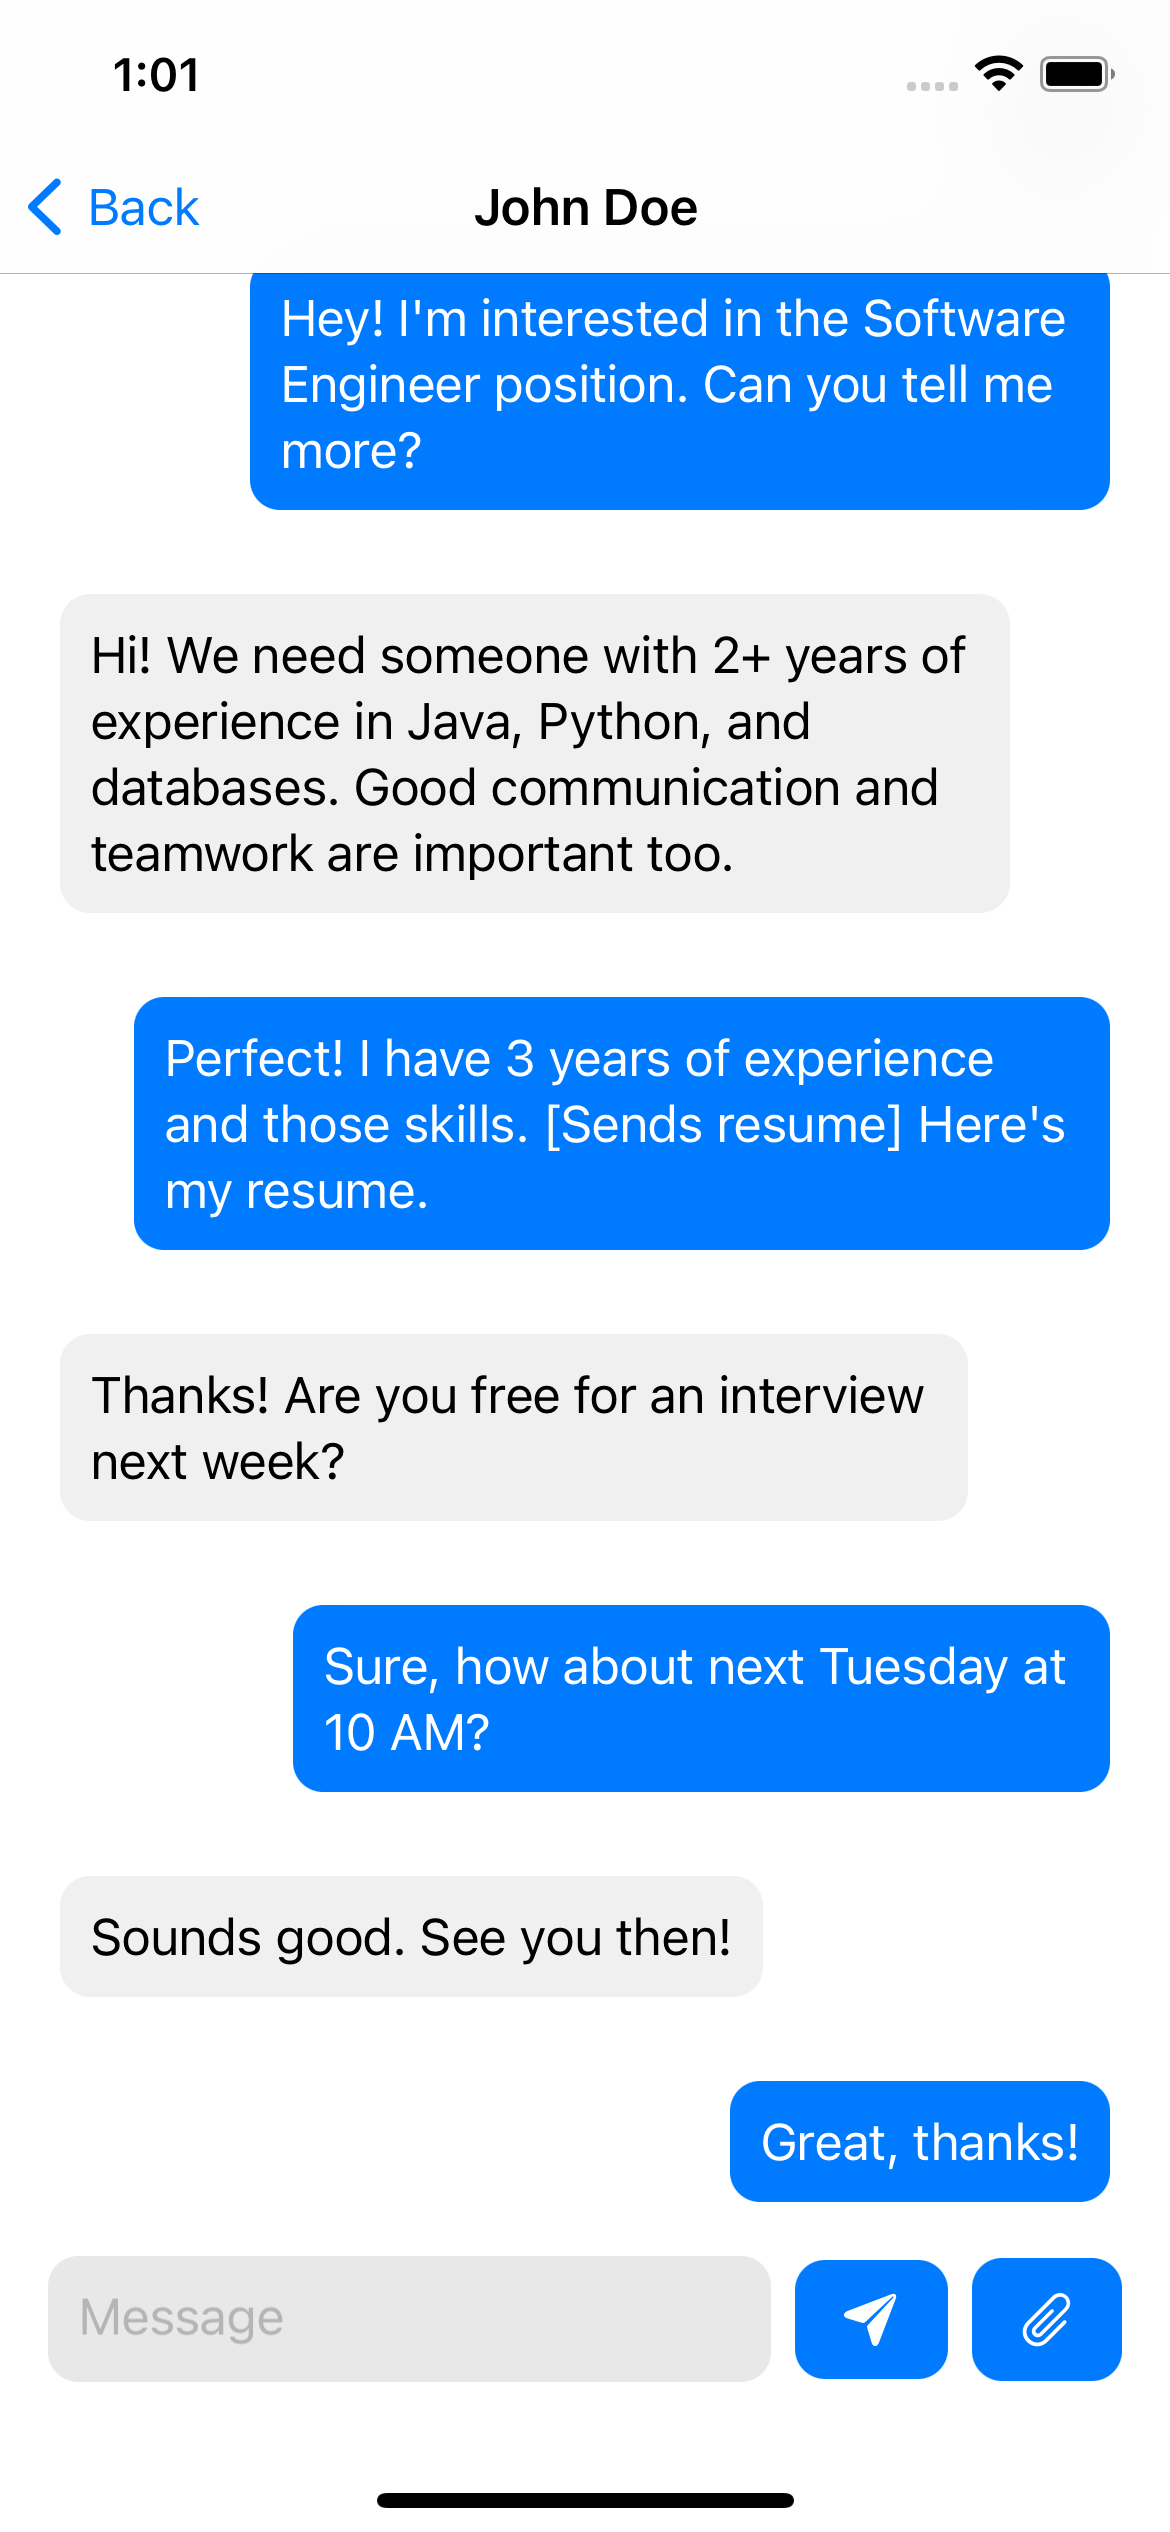 1:01
Back
John Doe
Hey! I'm interested in the Software
Engineer position. Can you tell me
more?
Hi! We need someone with 2+ years of
experience in Java, Python, and
databases. Good communication and
teamwork are important too.
Perfect! I have 3 years of experience
and those skills. [Sends resume] Here's
my resume.
Thanks! Are you free for an interview
next week?
Sure, how about next Tuesday at
10 AM?
Sounds good. See you then!
Great, thanks!
Message